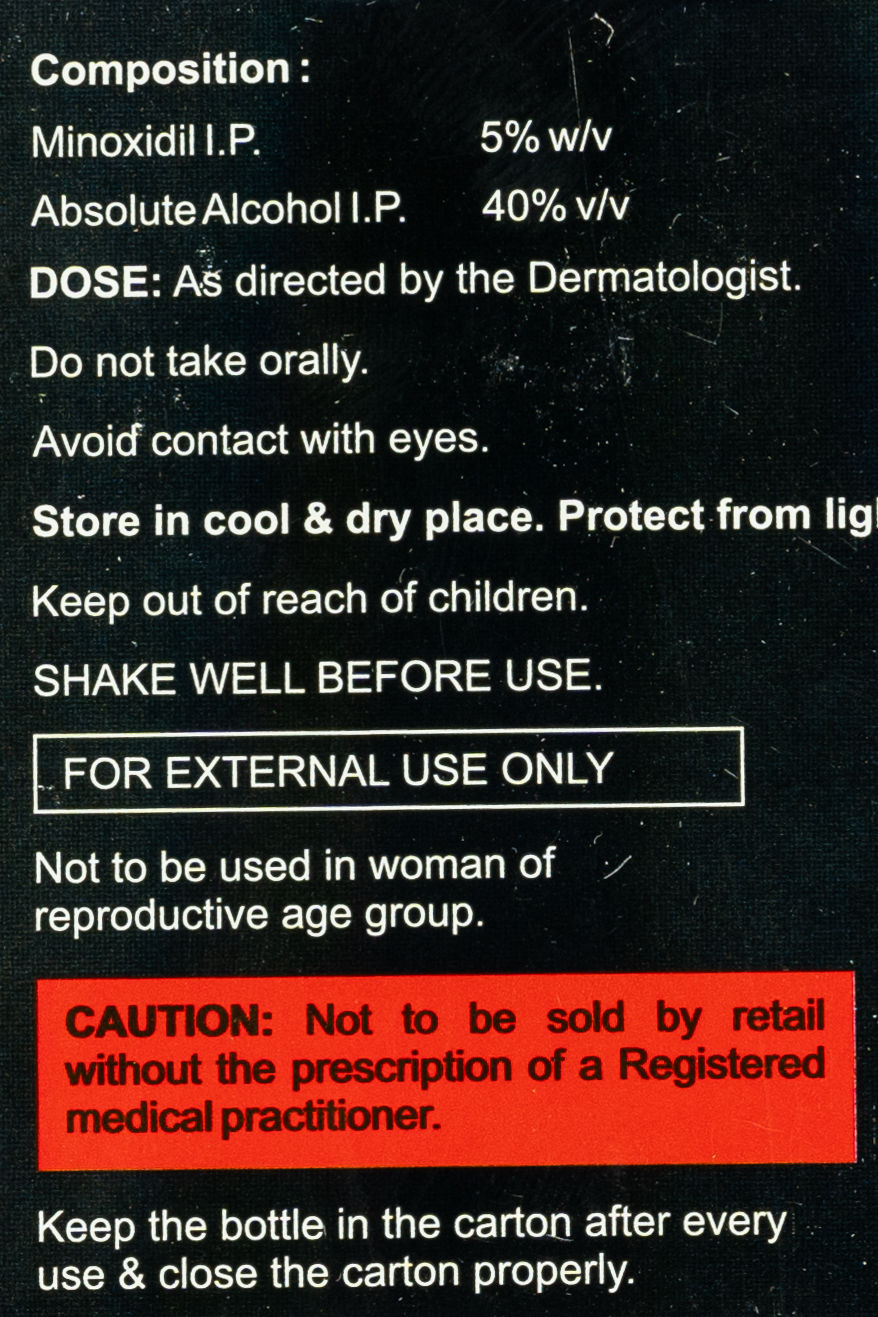 Composition :
Minoxidil I.P. 5% w/v
Absolute Alcohol I.P. 40% v/v
DOSE: As directed by the Dermatologist.
Do not take orally.
Avoid contact with eyes.
Store in cool & dry place. Protect from
Keep out of reach of children.
SHAKE WELL BEFORE USE.
FOR EXTERNAL USE ONLY
Not to be used in woman of
reproductive age group.
CAUTION: Not to be sold by retail
without the prescription of a Registered
medical practitioner.
Keep the bottle in the carton after every
use & close the carton properly.